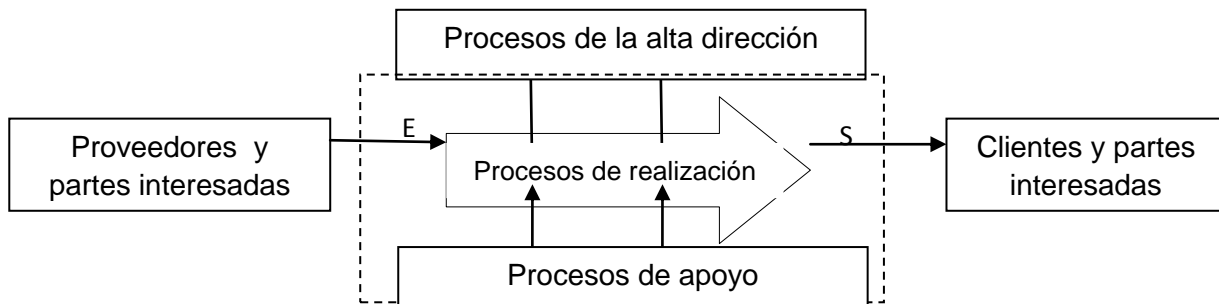 Procesos de la alta dirección
E
S
Proveedores y
partes interesadas
Procesos de realización
Clientes y partes
interesadas
Procesos de apoyo